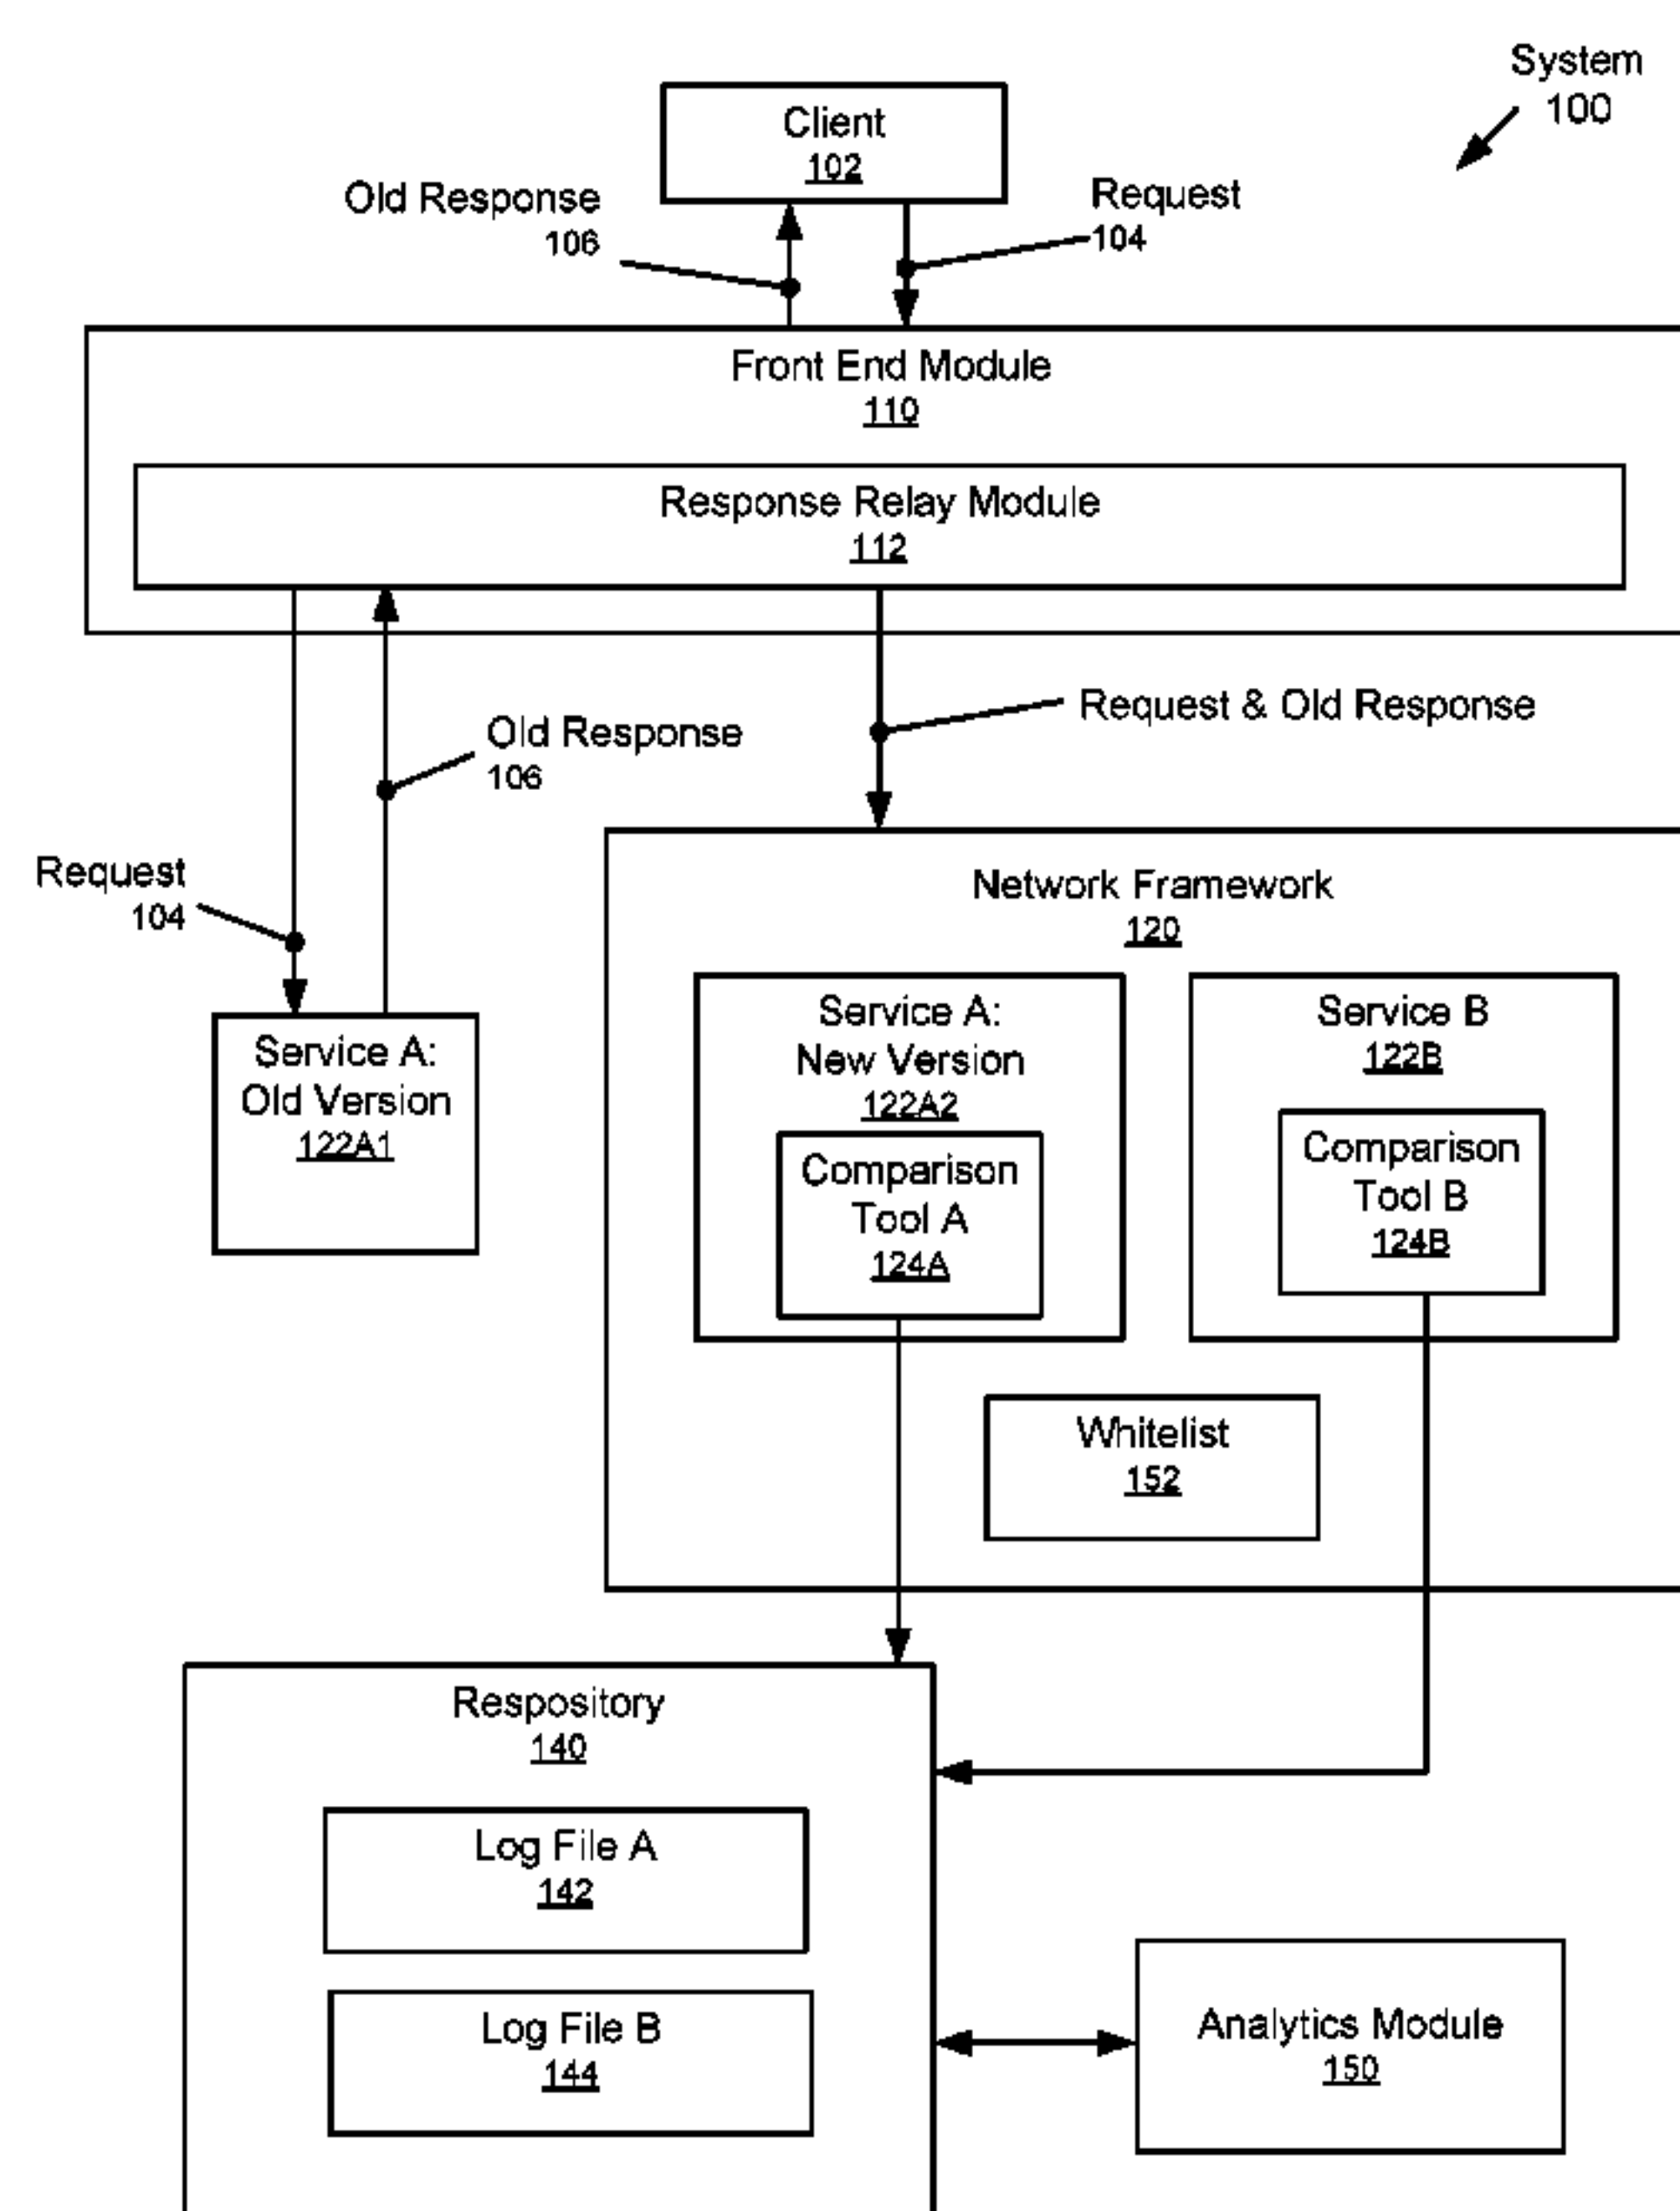 System
100
Client
102
Old Response
106
Request
104
Front End Module
110
Response Relay Module
112
Request & Old Response
Old Response
106
Request
104
Network Framework
120
Service A:
Old Version
122A1
Service A:
New Version
122A2
Comparison
Tool A
124A
Service B
122B
Comparison
Tool B
124B
Whitelist
152
Respository
140
Log File A
142
Log File B
144
Analytics Module
150